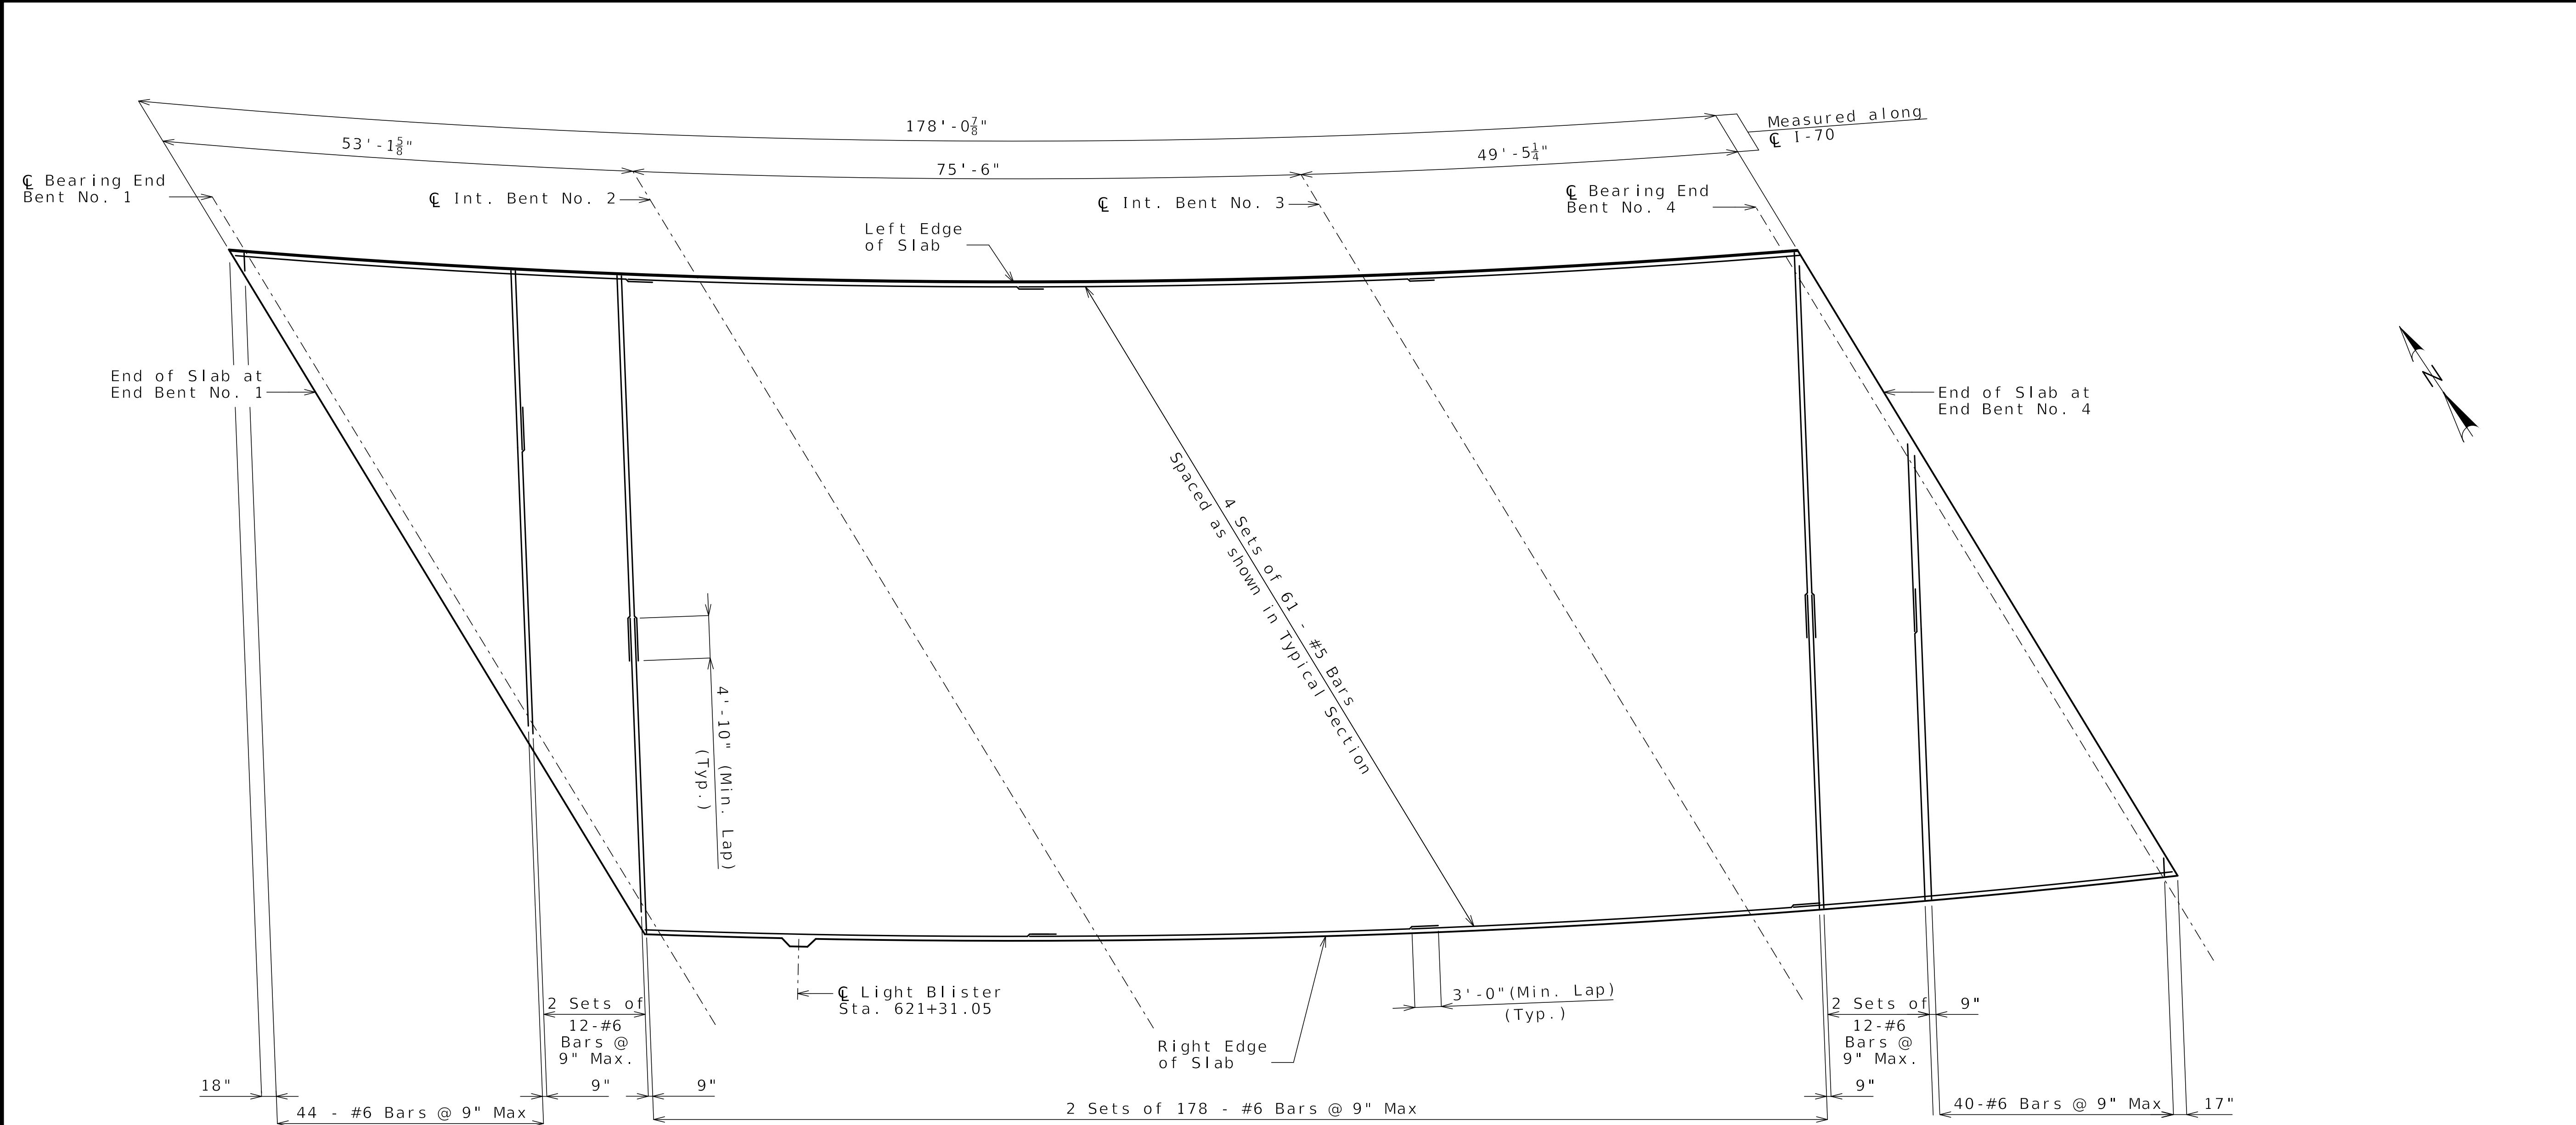 178'-0⅞"
Measured along
℄ I-70
53'-1⅝"
75'-6"
49'-5¼"
℄ Bearing End
Bent No. 1
℄ Int. Bent No. 2
℄ Int. Bent No. 3
℄ Bearing End
Bent No. 4
Left Edge
of Slab
End of Slab at
End Bent No. 1
End of Slab at
End Bent No. 4
N
4 Sets of 61 - #5 Bars
Spaced as shown in Typical Section
4'-10" (Min. Lap)
(Typ.)
℄ Light Blister
Sta. 621+31.05
3'-0"(Min. Lap)
(Typ.)
Right Edge
of Slab
2 Sets of
12-#6
Bars @
9" Max.
2 Sets of
12-#6
Bars @
9" Max.
9"
18"
9"
9"
9"
44 - #6 Bars @ 9" Max
2 Sets of 178 - #6 Bars @ 9" Max
40-#6 Bars @ 9" Max
17"